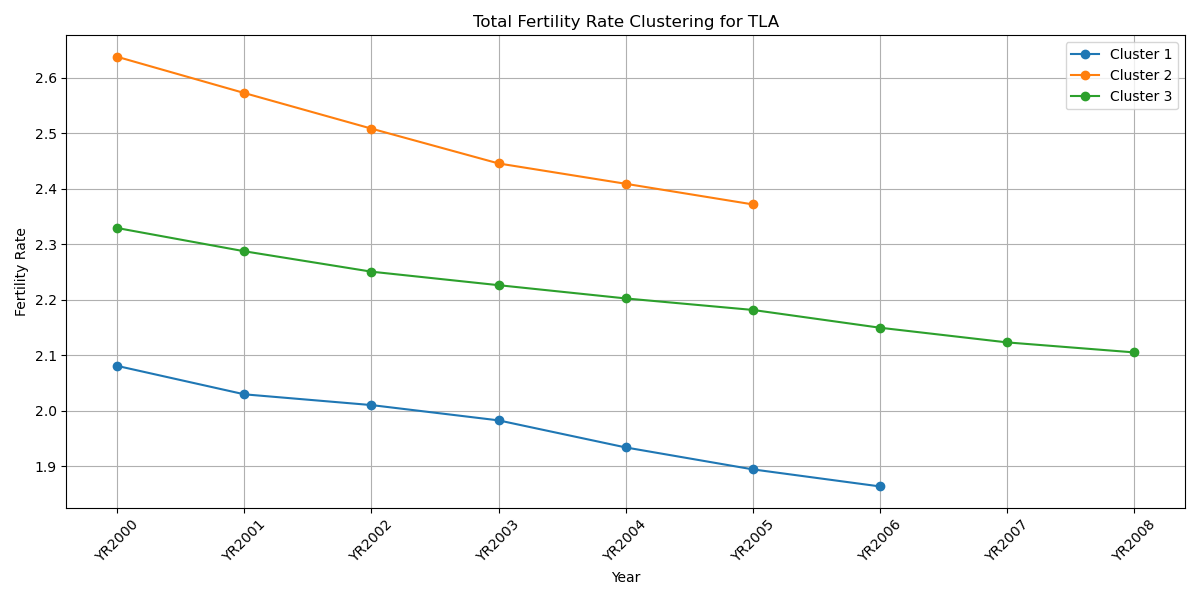 Total Fertility Rate Clustering for TLA
Cluster 1
Cluster 2
Cluster 3
Fertility Rate
2.6
2.5
2.4
2.3
2.2
2.1
2.0
1.9
YR2000
YR2001
YR2002
YR2003
YR2004
YR2005
YR2006
YR2007
YR2008
Year